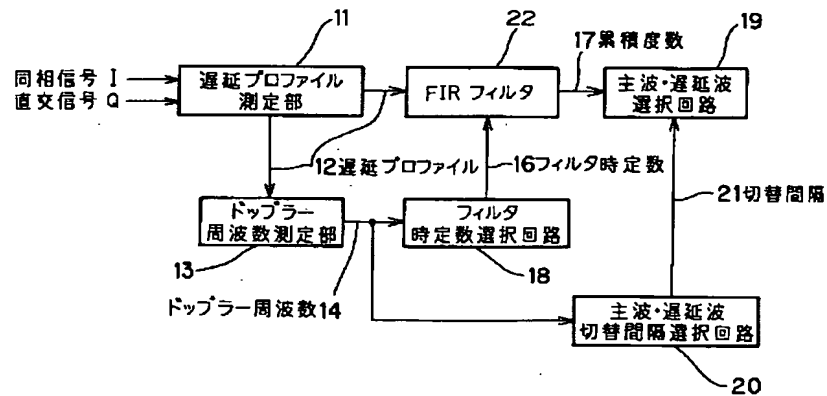 11
22
17累積度数
19
同相信号 I
直交信号 Q
遅延プロファイル
測定部
FIR フィルタ
主波・遅延波
選択回路
12遅延プロファイル
16フィルタ時定数
21切替間隔
ドップラー
周波数測定部
フィルタ
時定数選択回路
13
18
ドップラー周波数14
主波・遅延波
切替間隔選択回路
20